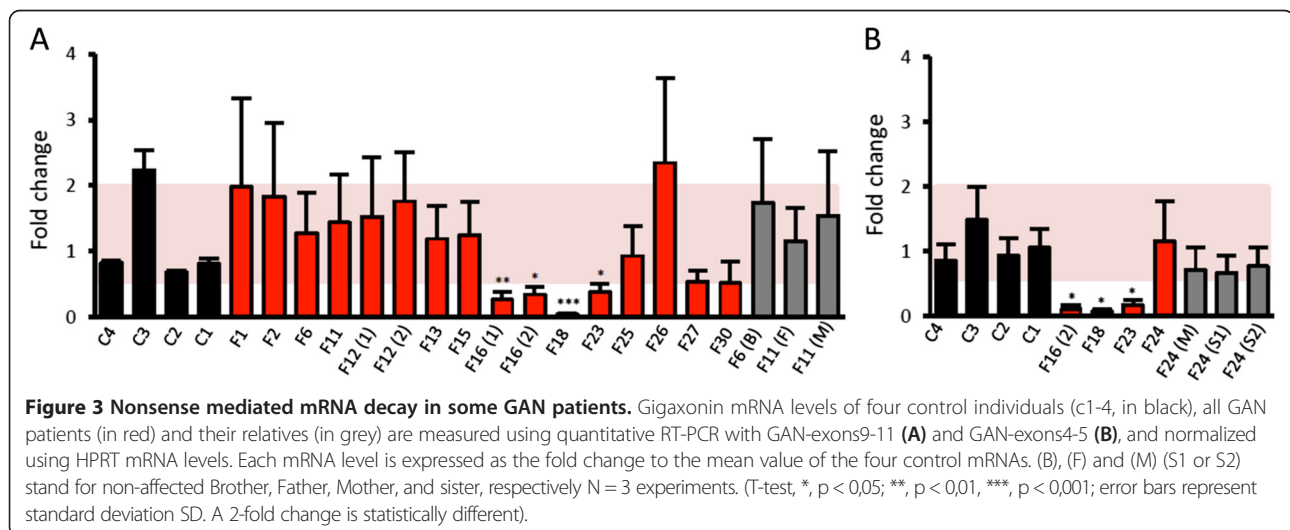 A
B
Fold change
4
3
2
1
0
** * *** *
C4 C3 C2 C1 F1 F2 F6 F11 F12 (1) F12 (2) F13 F15 F16 (1) F16 (2) F18 F23 F25 F26 F27 F30 F6 (B) F11 (F) F11 (M)
Fold change
4
3
2
1
0
* * *
C4 C3 C2 C1 F16 (2) F18 F23 F24 F24 (M) F24 (S1) F24 (S2)
Figure 3 Nonsense mediated mRNA decay in some GAN patients. Gigaxonin mRNA levels of four control individuals (c1-4, in black), all GAN
patients (in red) and their relatives (in grey) are measured using quantitative RT-PCR with GAN-exons9-11 (A) and GAN-exons4-5 (B), and normalized
using HPRT mRNA levels. Each mRNA level is expressed as the fold change to the mean value of the four control mRNAs. (B), (F) and (M) (S1 or S2)
stand for non-affected Brother, Father, Mother, and sister, respectively N = 3 experiments. (T-test, *, p < 0,05; **, p < 0,01, ***, p < 0,001; error bars represent
standard deviation SD. A 2-fold change is statistically different).